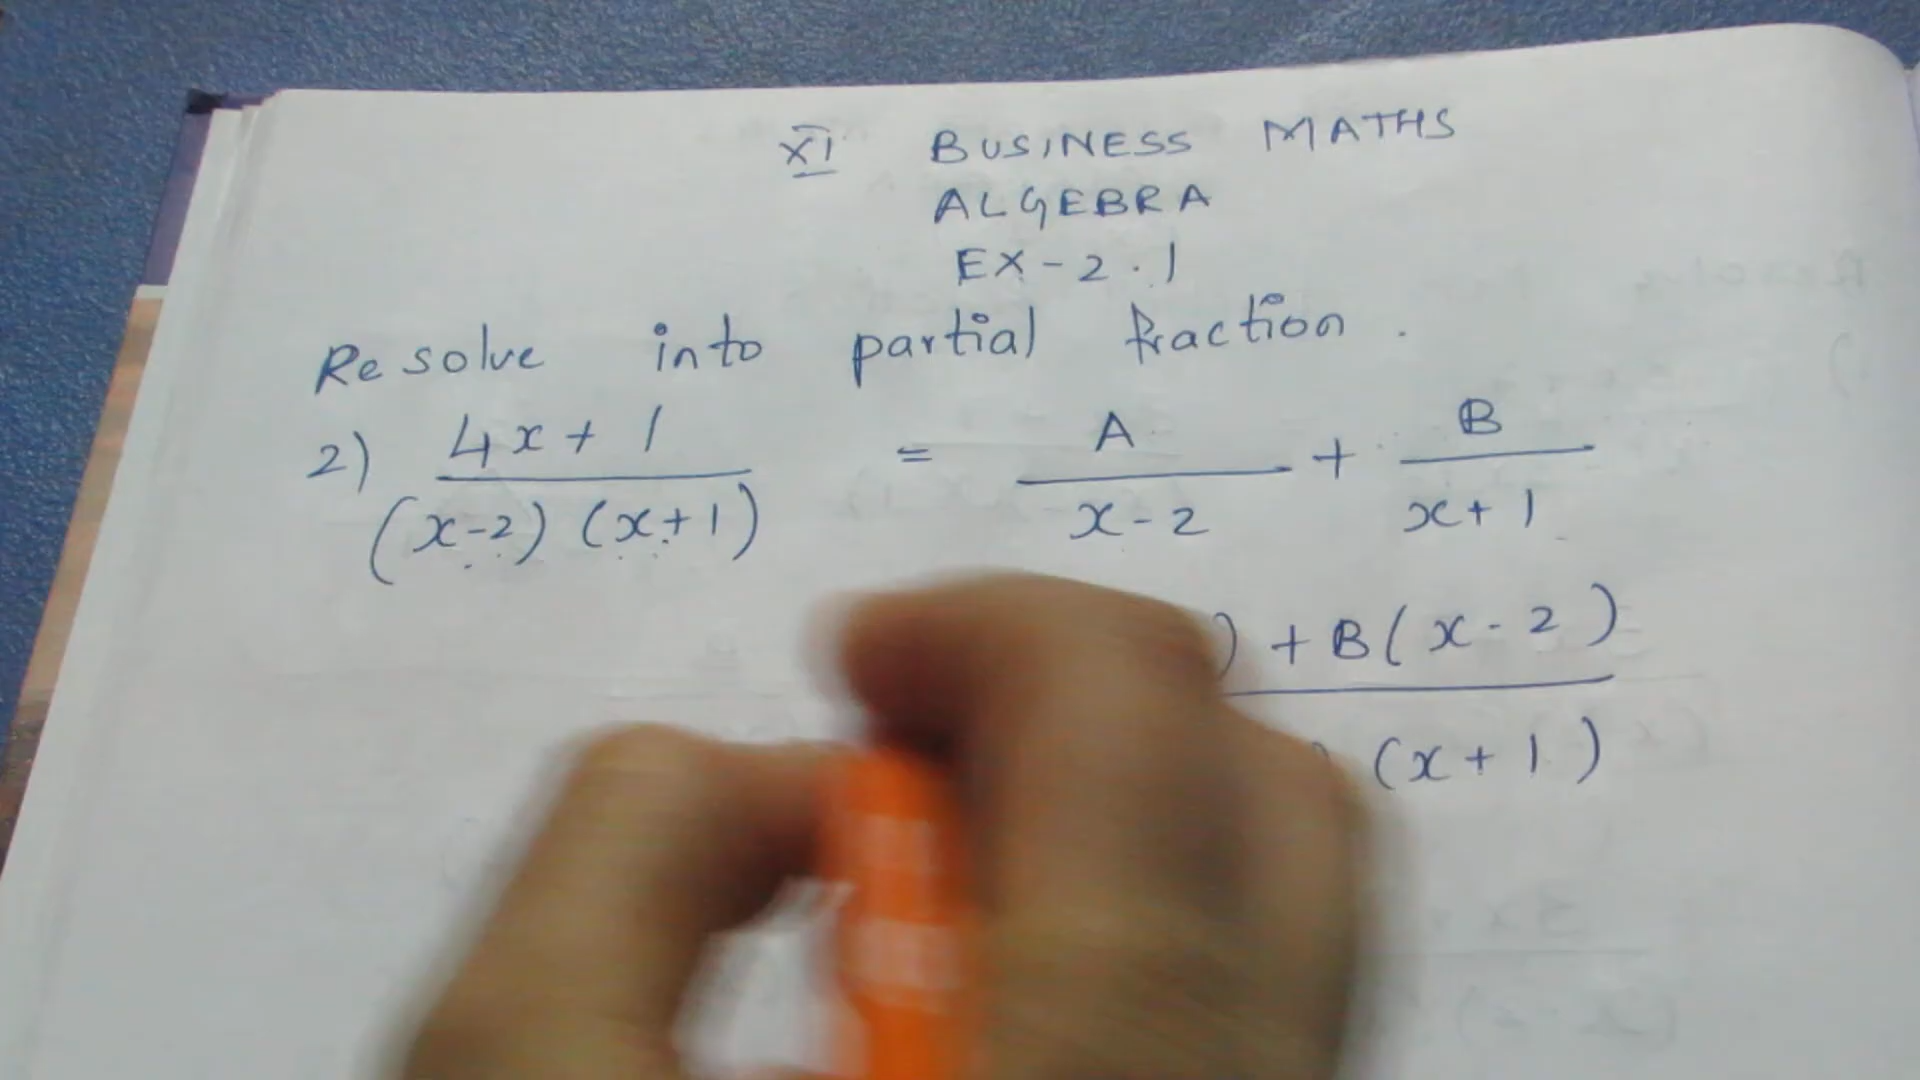 XI BUSINESS MATHS
ALGEBRA
EX-2.1
Resolve into partial fraction.
2) 4x+1 = A + B
(x-2) (x+1) x-2 x+1
) + B(x-2)
(x+1)